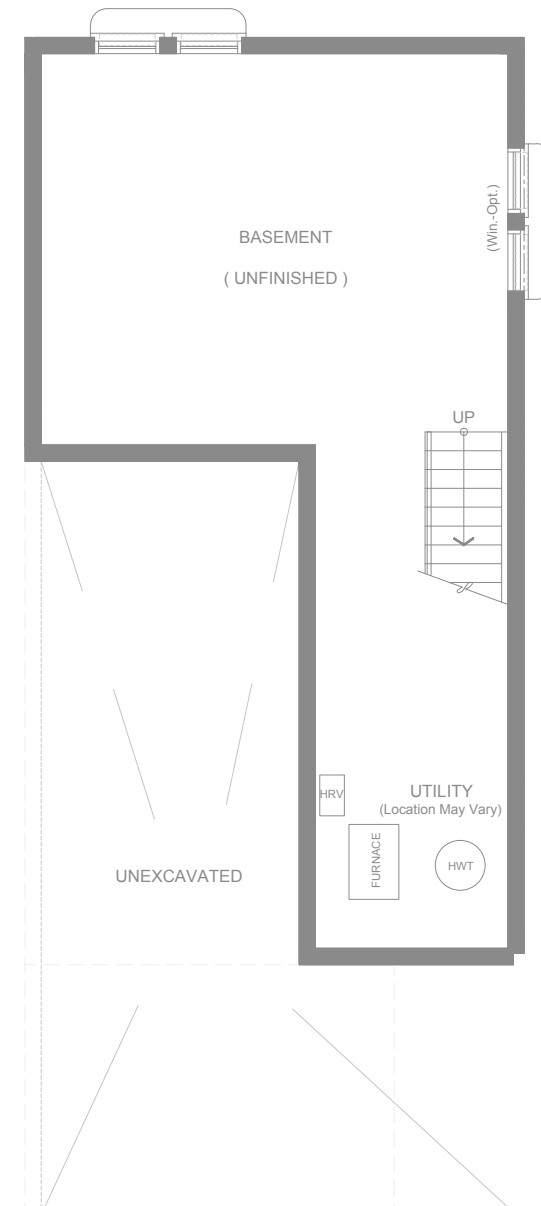 (Win.-Opt.)
BASEMENT
( UNFINISHED )
UP
HRV
UTILITY
(Location May Vary)
FURNACE
HWT
UNEXCAVATED